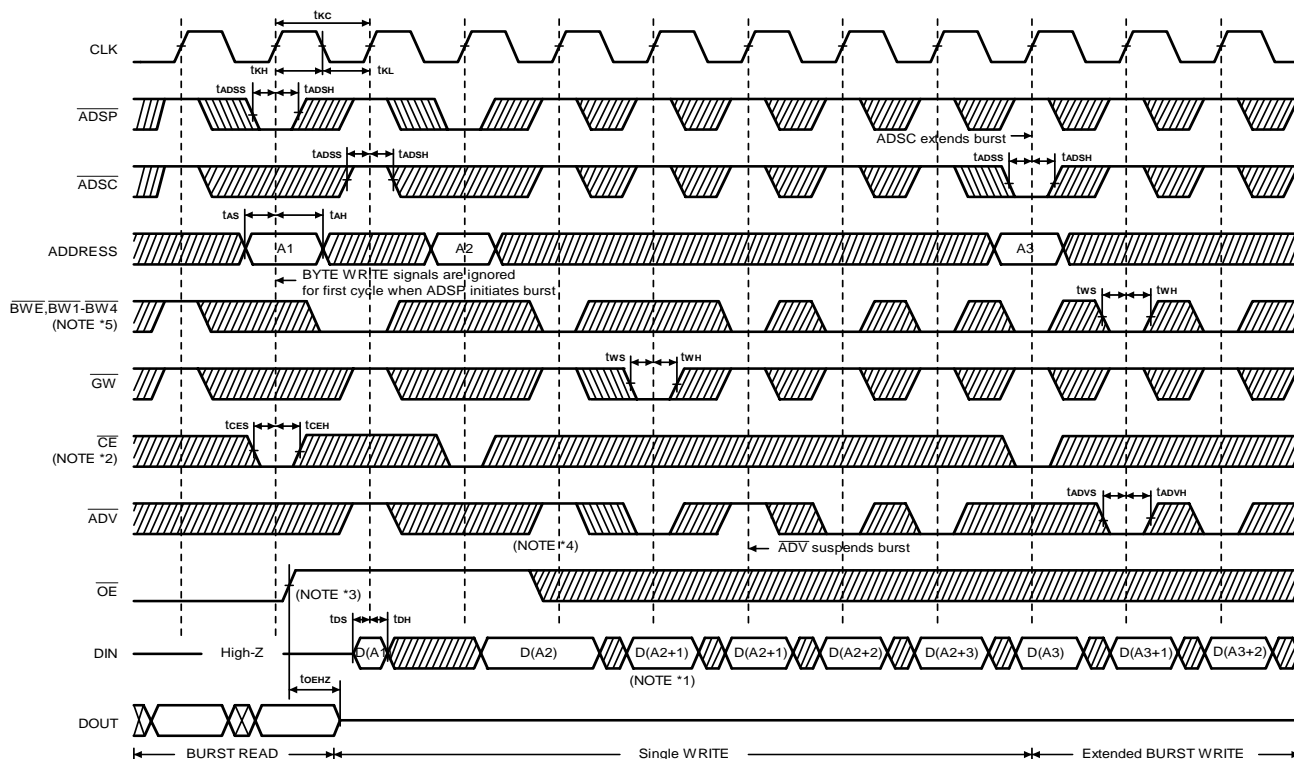 tKC
CLK
tKH
tKL
tADSS
tADSH
ADSP
ADSC extends burst
tADSS
tADSH
tADSS
tADSH
ADSC
tAS
tAH
ADDRESS
A1
A2
A3
BYTE WRITE signals are ignored
for first cycle when ADSP initiates burst
BWE,BW1-BW4
(NOTE *5)
tWS
tWH
tWS
tWH
GW
tCES
tCEH
CE
(NOTE *2)
tADVS
tADVH
ADV
(NOTE *4)
ADV suspends burst
OE
(NOTE *3)
tDS
tDH
DIN
High-Z
D(A1
D(A2)
D(A2+1)
D(A2+1)
D(A2+2)
D(A2+3)
D(A3)
D(A3+1)
D(A3+2)
(NOTE *1)
tOEHZ
DOUT
BURST READ
Single WRITE
Extended BURST WRITE